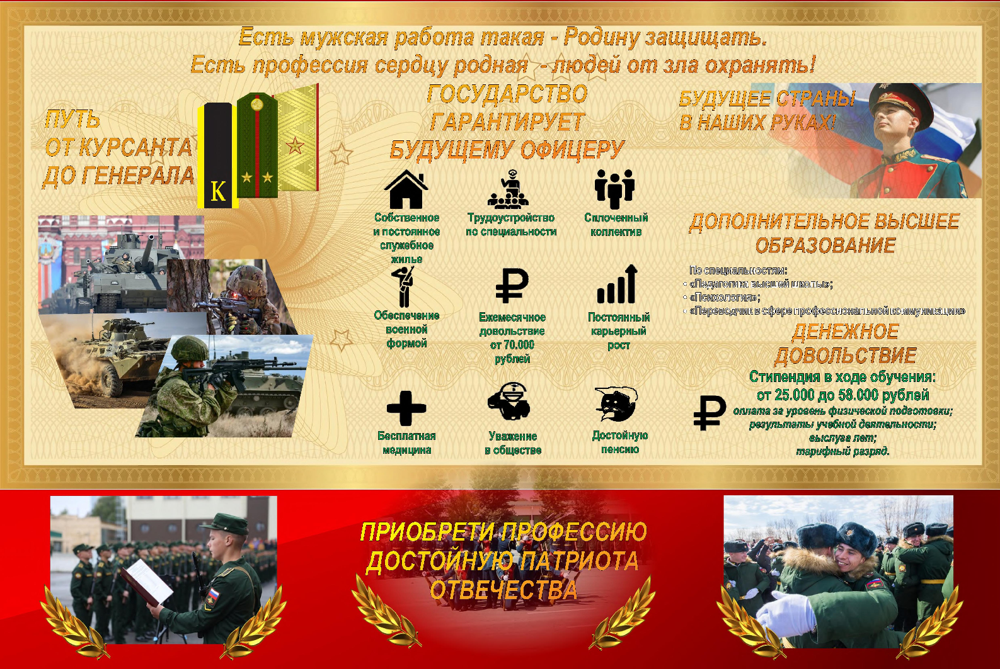 Есть мужская работа такая - Родину защищать.
Есть профессия сердцу родная - людей от зла охранять!
ПУТЬ
ОТ КУРСАНТА
ДО ГЕНЕРАЛА
К
ГОСУДАРСТВО
ГАРАНТИРУЕТ
БУДУЩЕМУ ОФИЦЕРУ
Собственное
и постоянное
служебное
жилье
Трудоустройство
по специальности
Сплоченный
коллектив
Обеспечение
военной
формой
Ежемесячное
довольствие
от 70.000
рублей
Постоянный
карьерный
рост
Бесплатная
медицина
Уважение
в обществе
Достойную
пенсию
БУДУЩЕЕ СТРАНЫ
В НАШИХ РУКАХ!
ДОПОЛНИТЕЛЬНОЕ ВЫСШЕЕ
ОБРАЗОВАНИЕ
По специальностям:
• «Педагогика высшей школы»;
• «Психология»;
• «Переводчик в сфере профессиональной коммуникации»
ДЕНЕЖНОЕ
ДОВОЛЬСТВИЕ
Стипендия в ходе обучения:
от 25.000 до 58.000 рублей
оплата за уровень физической подготовки;
результаты учебной деятельности;
выслуга лет;
тарифный разряд.
ПРИОБРЕТИ ПРОФЕССИЮ
ДОСТОЙНУЮ ПАТРИОТА
ОТВЕЧЕСТВА